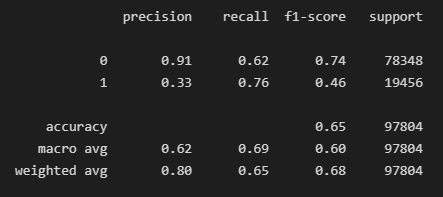 precision recall f1-score support
0 0.91 0.62 0.74 78348
1 0.33 0.76 0.46 19456
accuracy 0.65 97804
macro avg 0.62 0.69 0.60 97804
weighted avg 0.80 0.65 0.68 97804